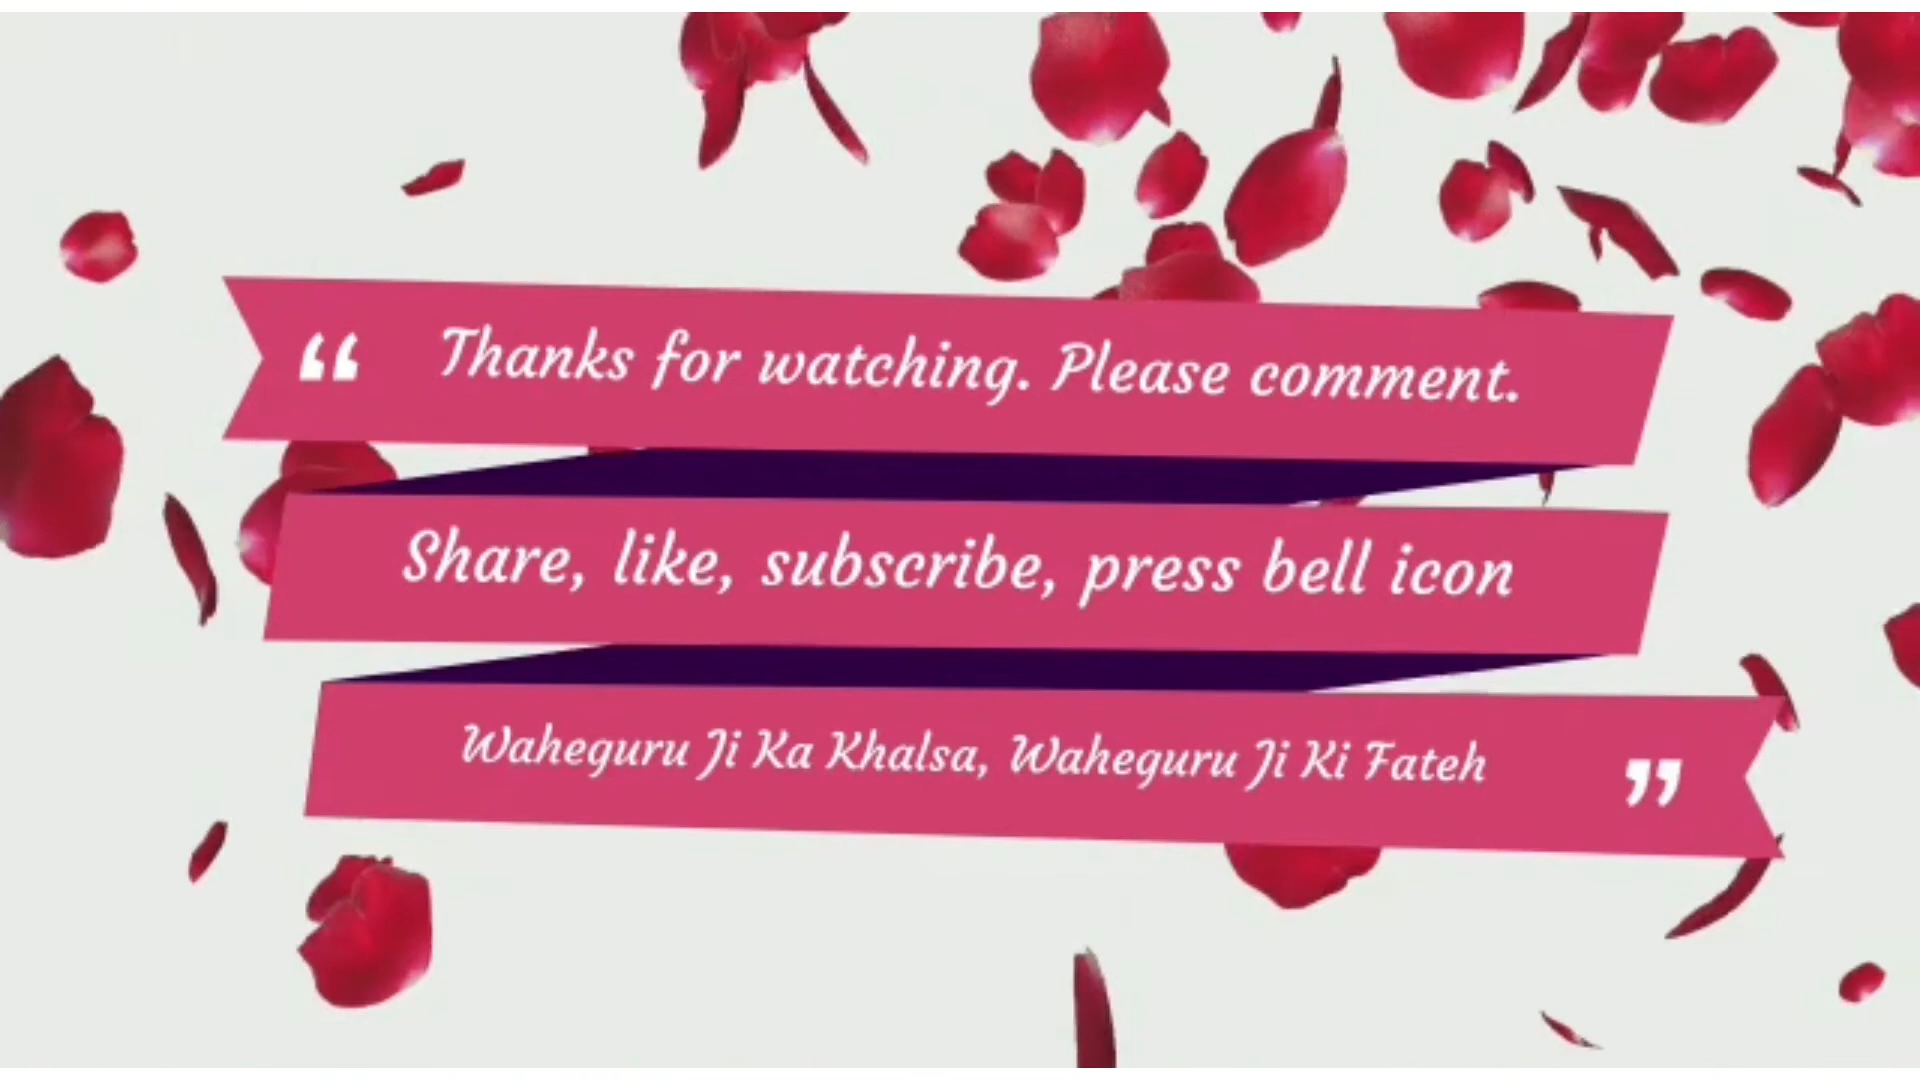 “ Thanks for watching. Please comment.
Share, like, subscribe, press bell icon
Waheguru Ji Ka Khalsa, Waheguru Ji Ki Fateh ”